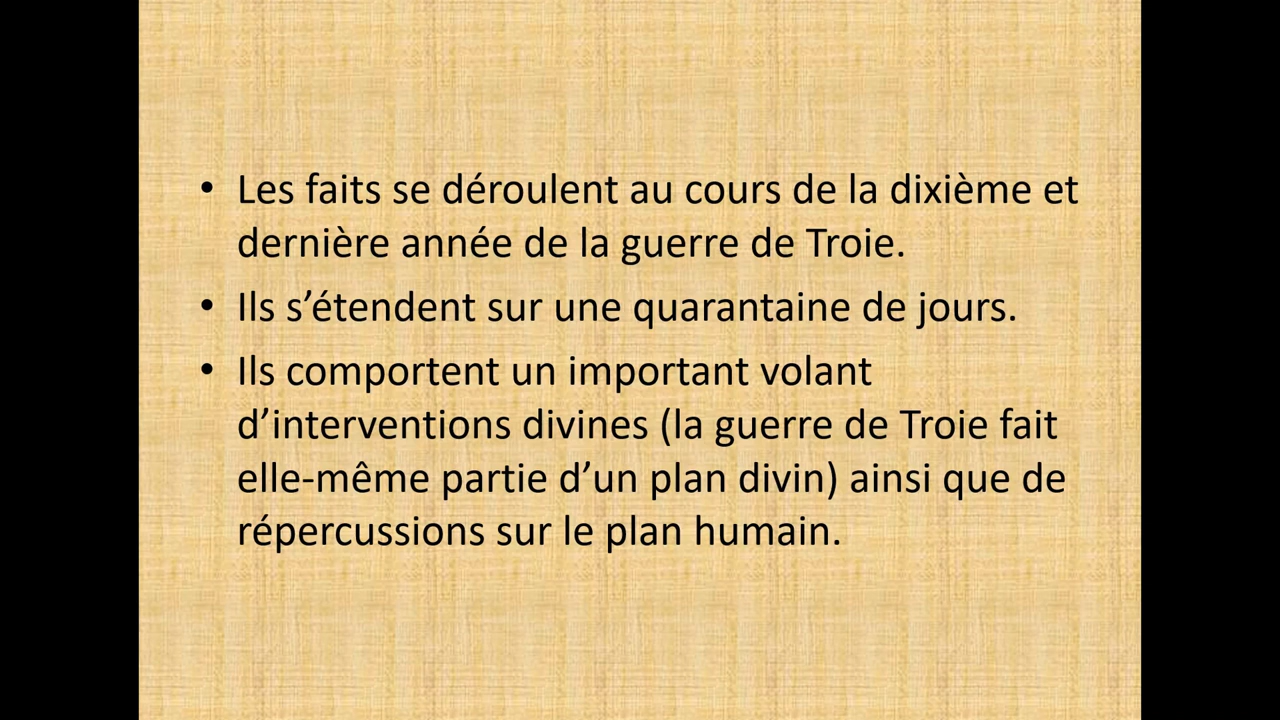 • Les faits se déroulent au cours de la dixième et
dernière année de la guerre de Troie.
• Ils s’étendent sur une quarantaine de jours.
• Ils comportent un important volant
d’interventions divines (la guerre de Troie fait
elle-même partie d’un plan divin) ainsi que de
répercussions sur le plan humain.